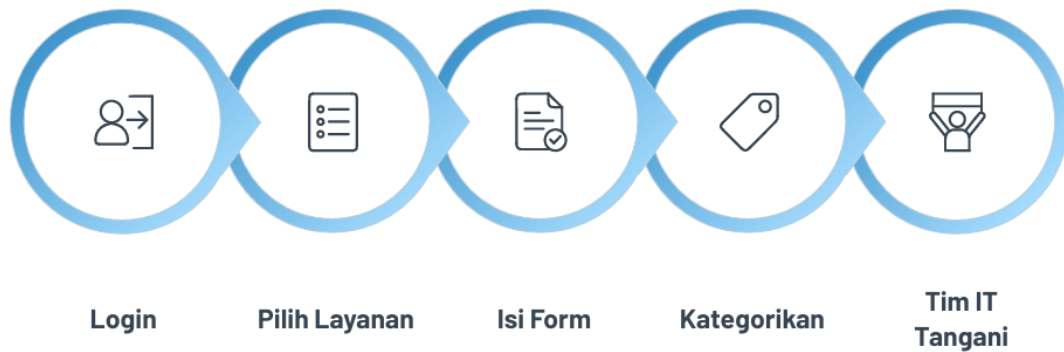 Login
Pilih Layanan
Isi Form
Kategorikan
Tim IT
Tangani